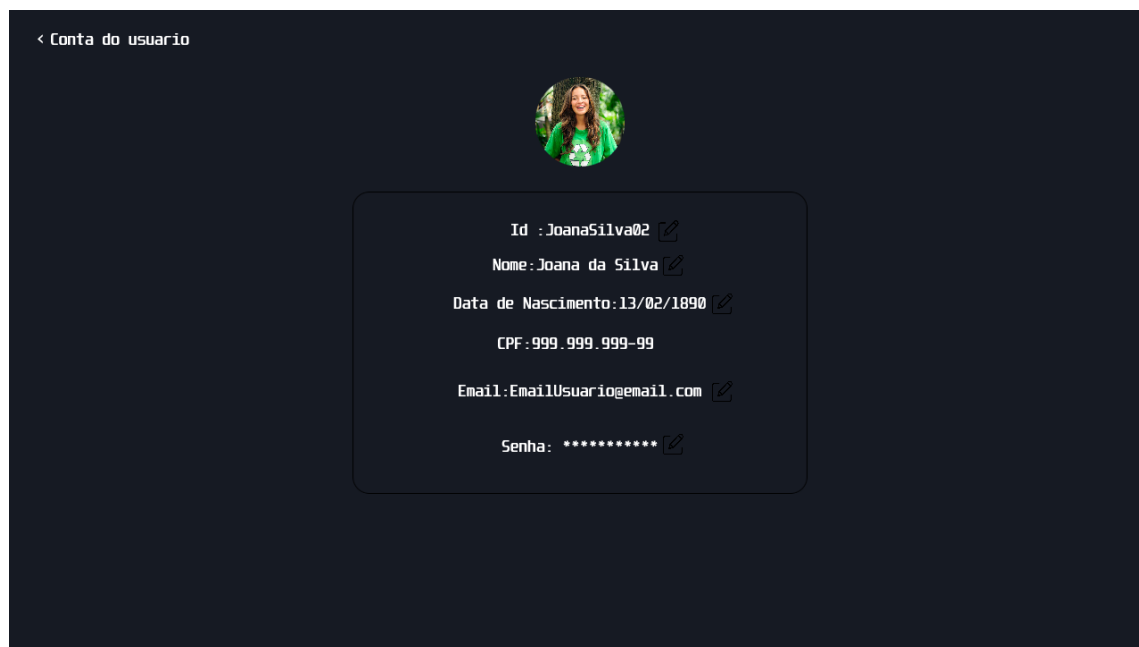 ‹ Conta do usuario
Id :JoanaSilva02
Nome:Joana da Silva
Data de Nascimento:13/02/1890
CPF:999.999.999-99
Email:EmailUsuario@email.com
Senha: ***********